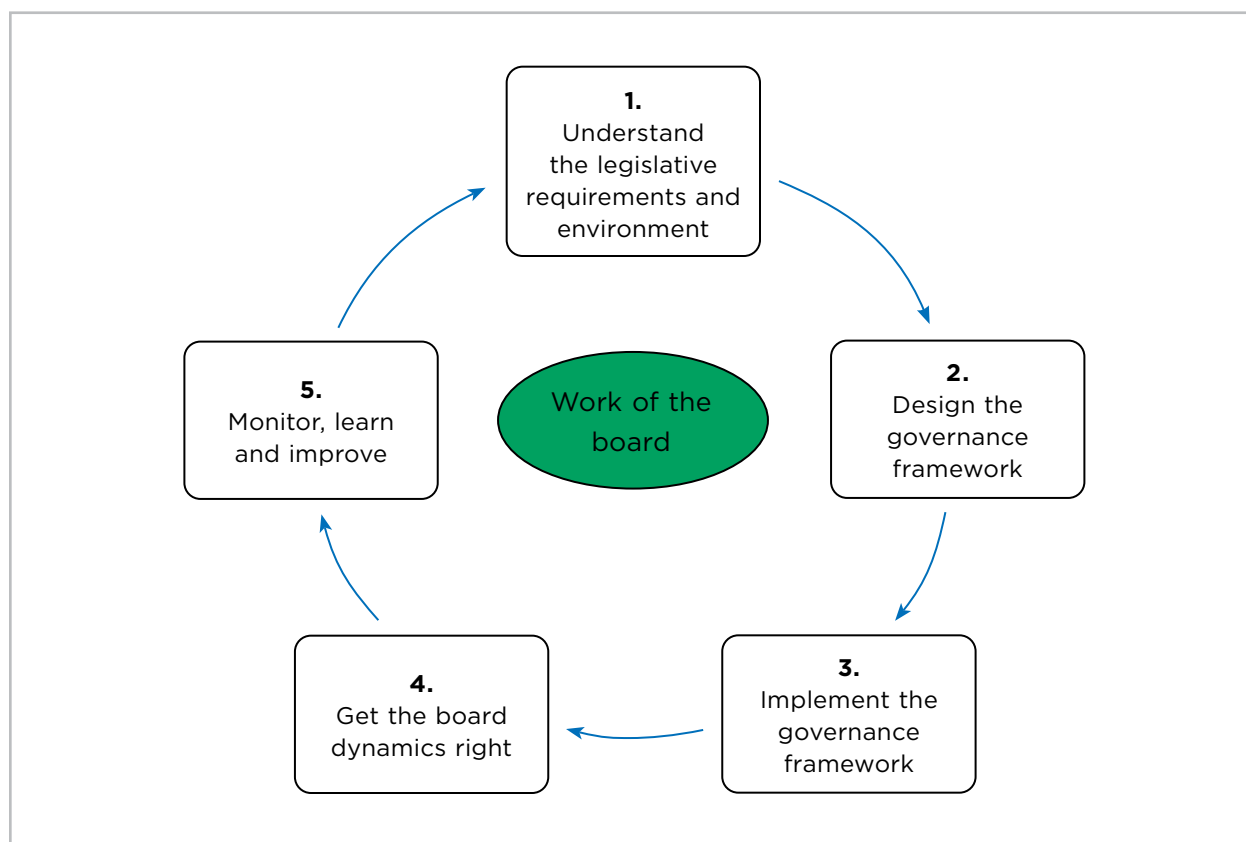 1.
Understand
the legislative
requirements and
environment
2.
Design the
governance
framework
3.
Implement the
governance
framework
4.
Get the board
dynamics right
5.
Monitor, learn
and improve
Work of the
board